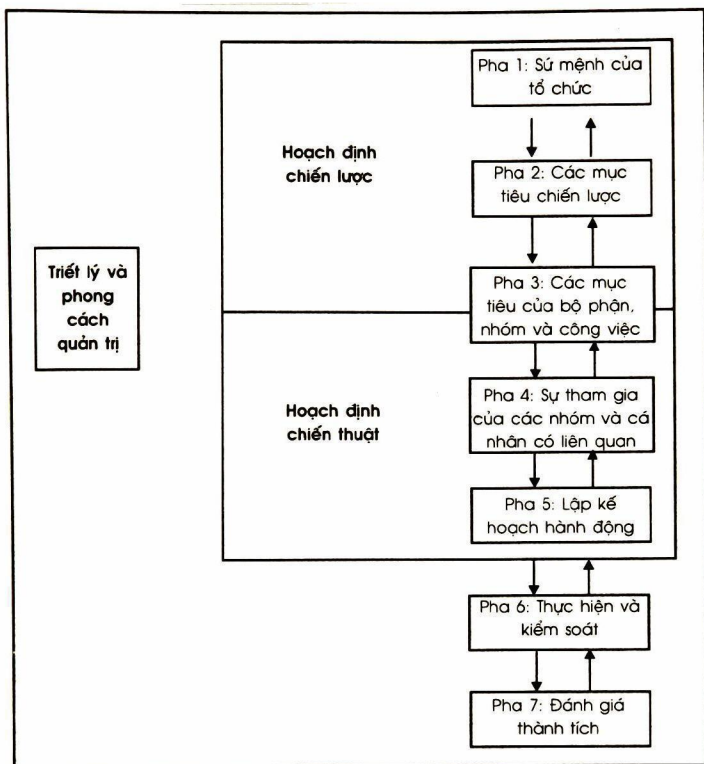 Pha 1: Sứ mệnh của
tổ chức
Hoạch định
chiến lược
Pha 2: Các mục
tiêu chiến lược
Triết lý và
phong
cách
quản trị
Pha 3: Các mục
tiêu của bộ phận,
nhóm và công việc
Hoạch định
chiến thuật
Pha 4: Sự tham gia
của các nhóm và cá
nhân có liên quan
Pha 5: Lập kế
hoạch hành động
Pha 6: Thực hiện và
kiểm soát
Pha 7: Đánh giá
thành tích